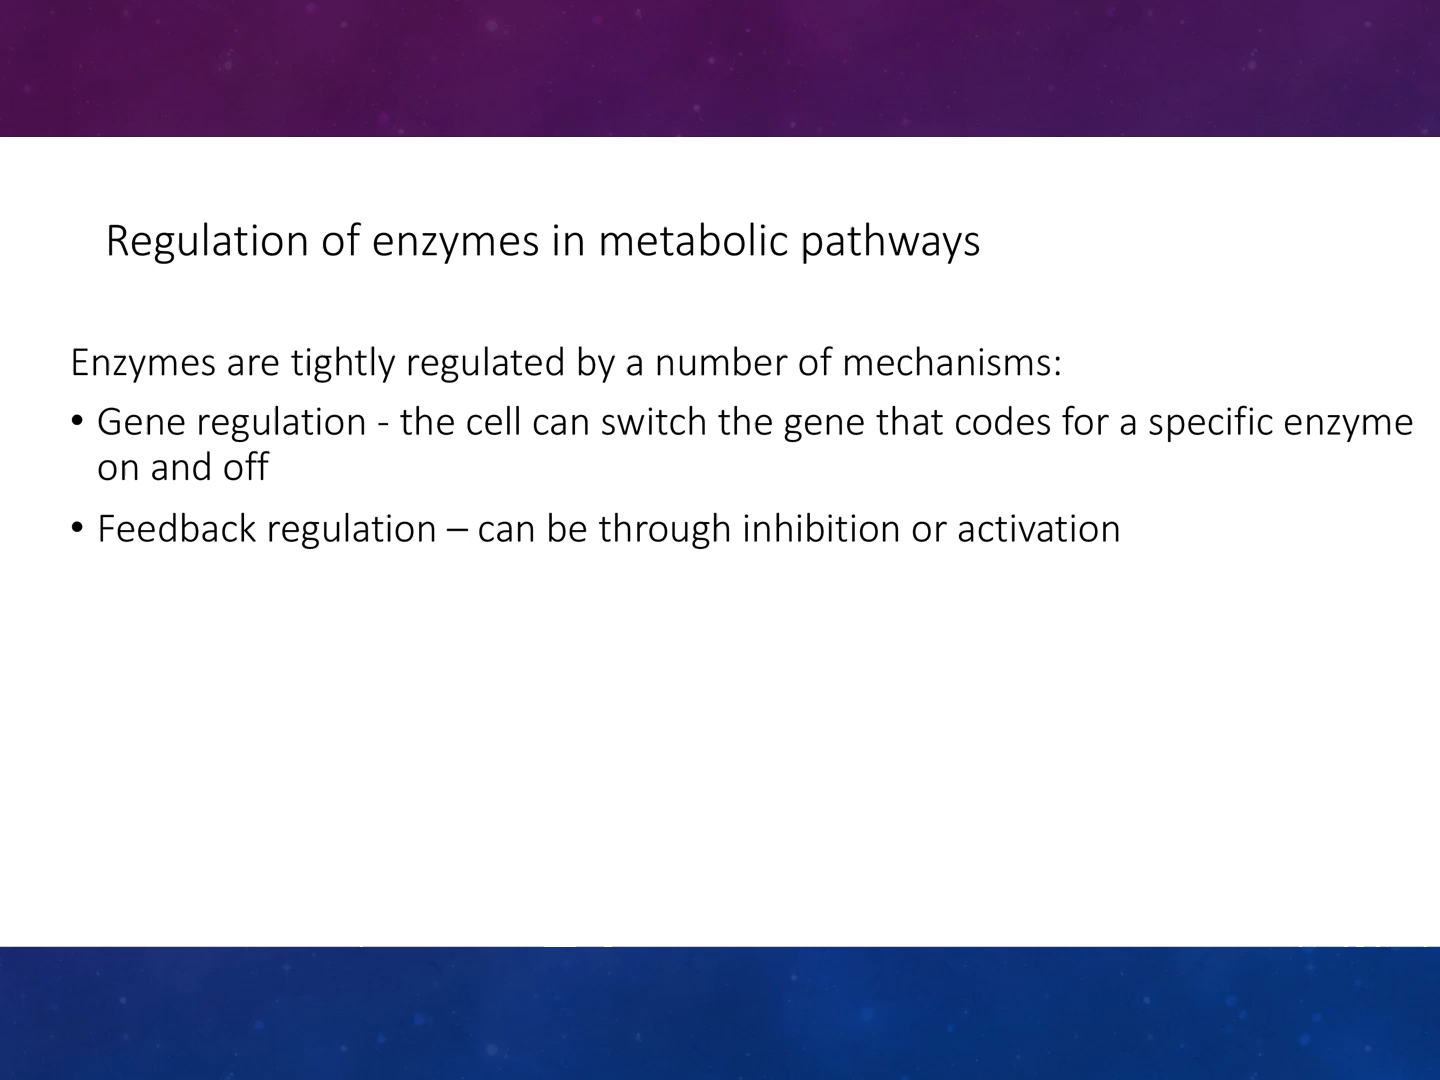 Regulation of enzymes in metabolic pathways
Enzymes are tightly regulated by a number of mechanisms:
• Gene regulation - the cell can switch the gene that codes for a specific enzyme
on and off
• Feedback regulation – can be through inhibition or activation